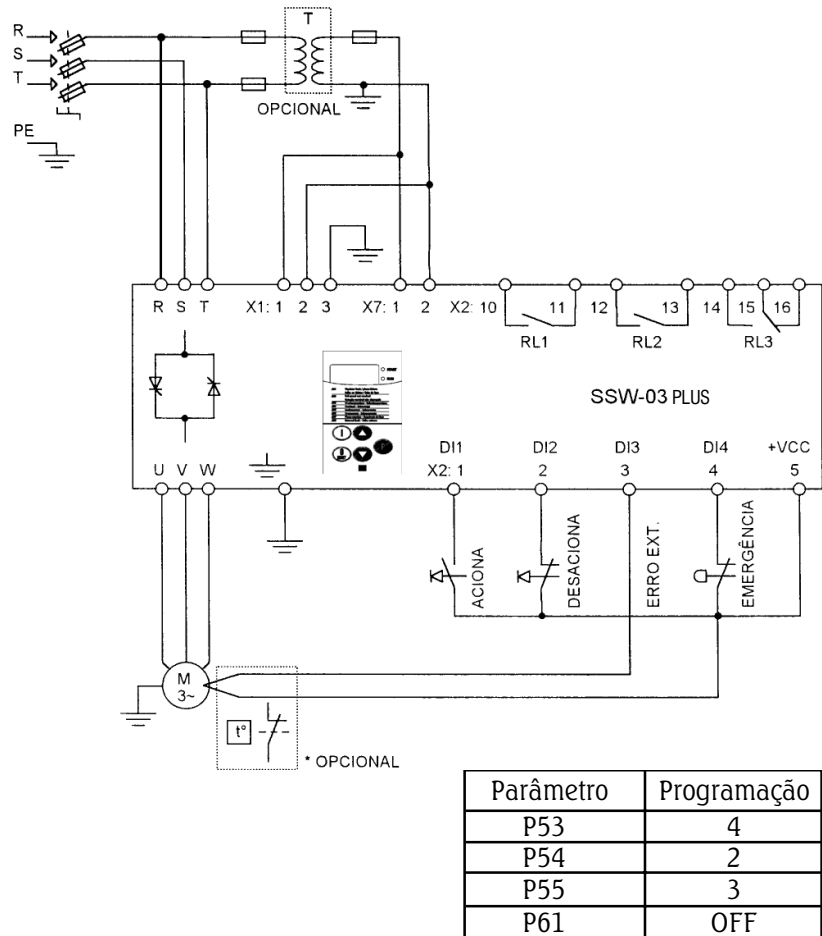 R
S
T
PE
T
OPCIONAL
R S T X1: 1 2 3 X7: 1 2 X2: 10 11 12 13 14 15 16
RL1 RL2 RL3
SSW-03 PLUS
DI1 DI2 DI3 DI4 +VCC
U V W X2: 1 2 3 4 5
ACIONA
DESACIONA
ERRO EXT.
EMERGÊNCIA
M
3~
t°
* OPCIONAL
Parâmetro Programação
P53 4
P54 2
P55 3
P61 OFF